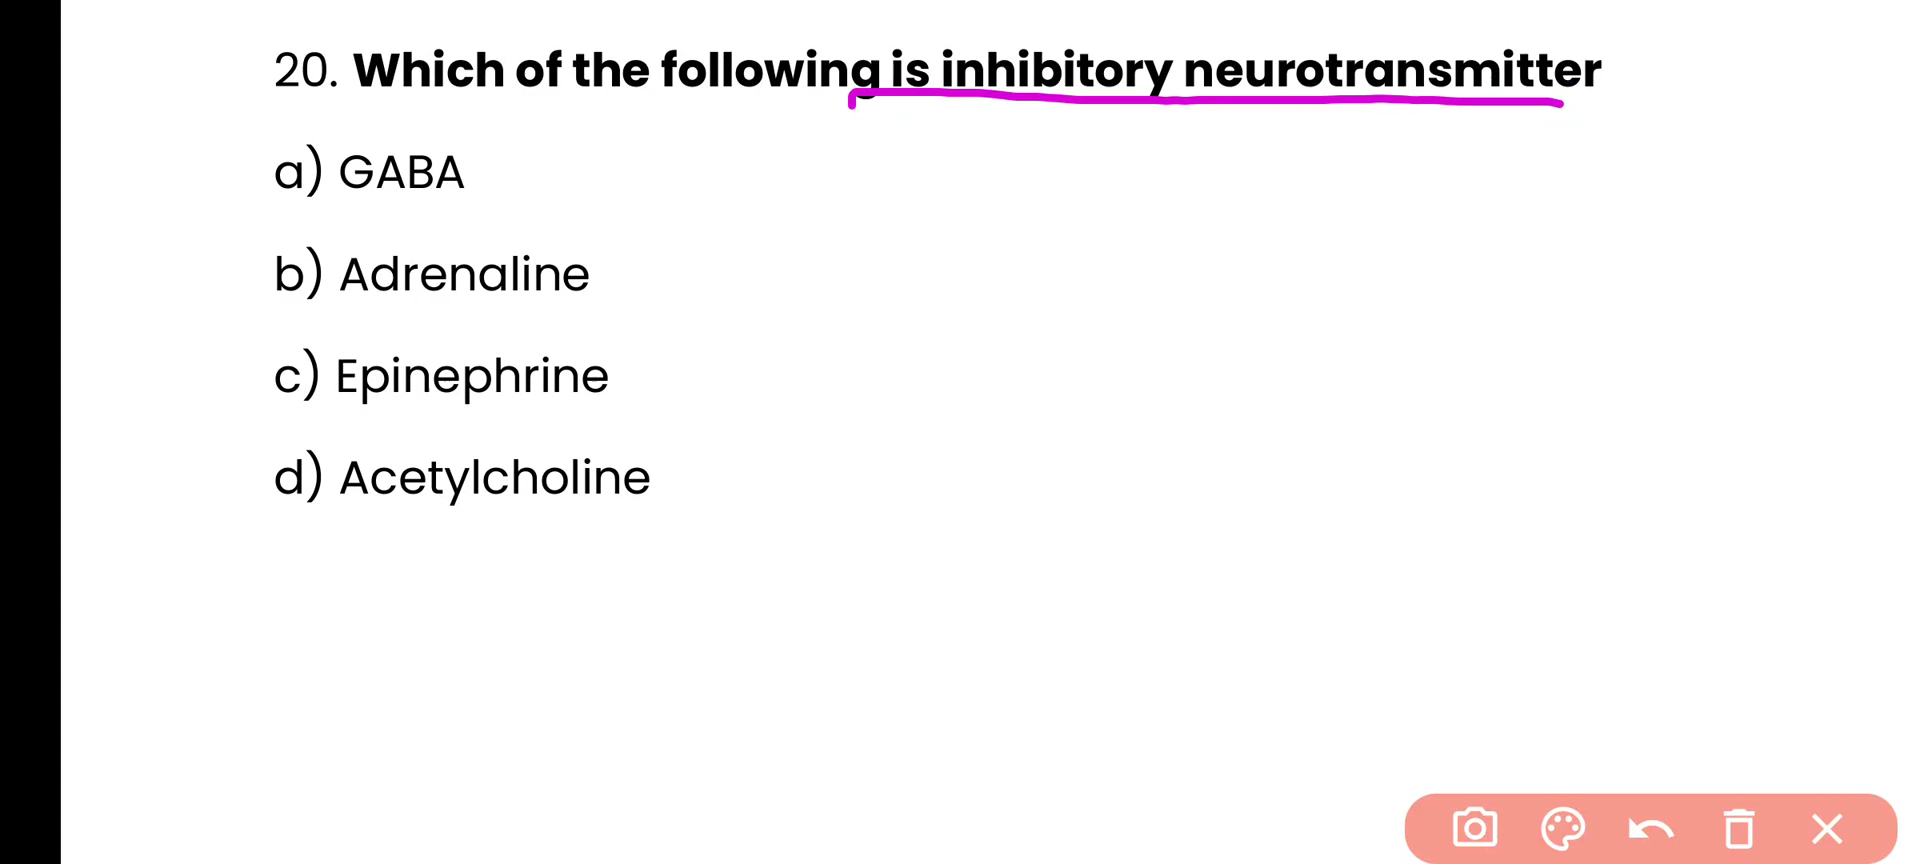 20. Which of the following is inhibitory neurotransmitter
a) GABA
b) Adrenaline
c) Epinephrine
d) Acetylcholine